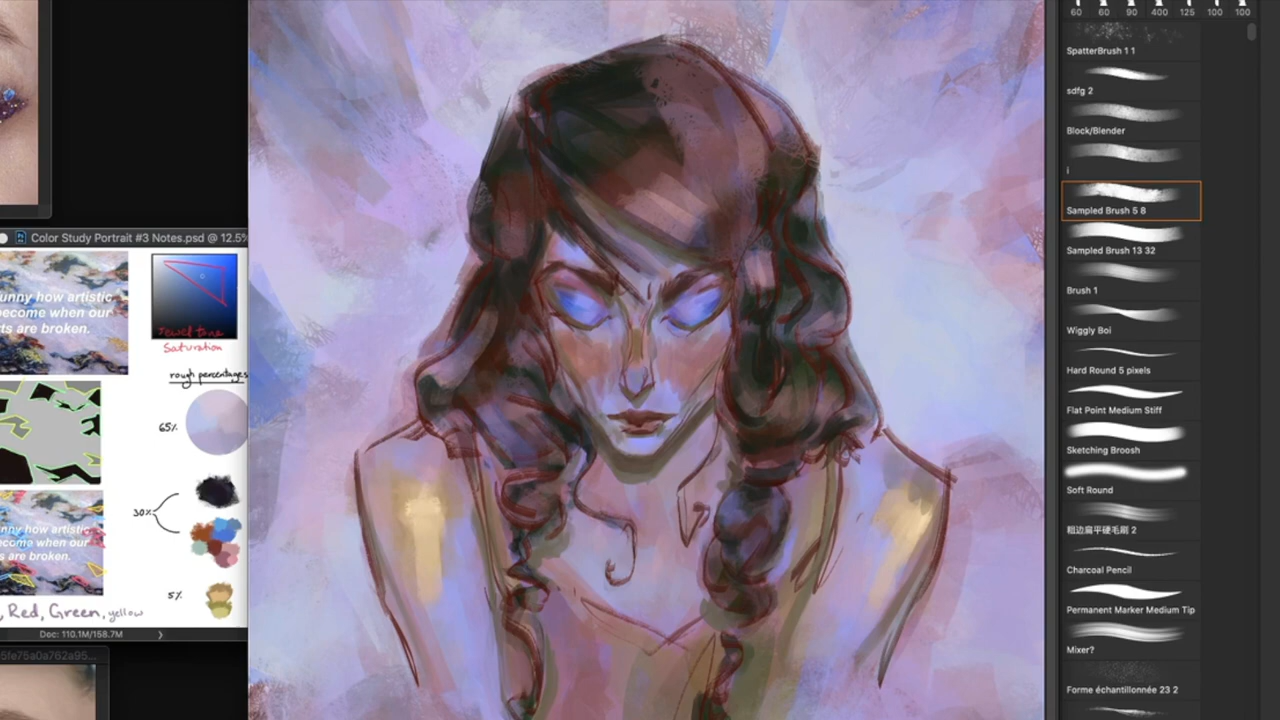 60 60 90 400 125 100 100
SpatterBrush 1 1
sdfg 2
Block/Blender
i
Sampled Brush 5 8
Sampled Brush 13 32
Brush 1
Wiggly Boi
Hard Round 5 pixels
Flat Point Medium Stiff
Sketching Broosh
Soft Round
粗边扁平硬毛刷 2
Charcoal Pencil
Permanent Marker Medium Tip
Mixer?
Forme échantillonnée 23 2
Color Study Portrait #3 Notes.psd @ 12.5%
unny how artistic
become when our
ts are broken.
Jewel tone
Saturation
rough percentages
65%
30%
unny how artistic
ecome when our
ts are broken.
5%
, Red, Green, yellow
Doc: 110.1M/158.7M
5fe75a0a762a95...